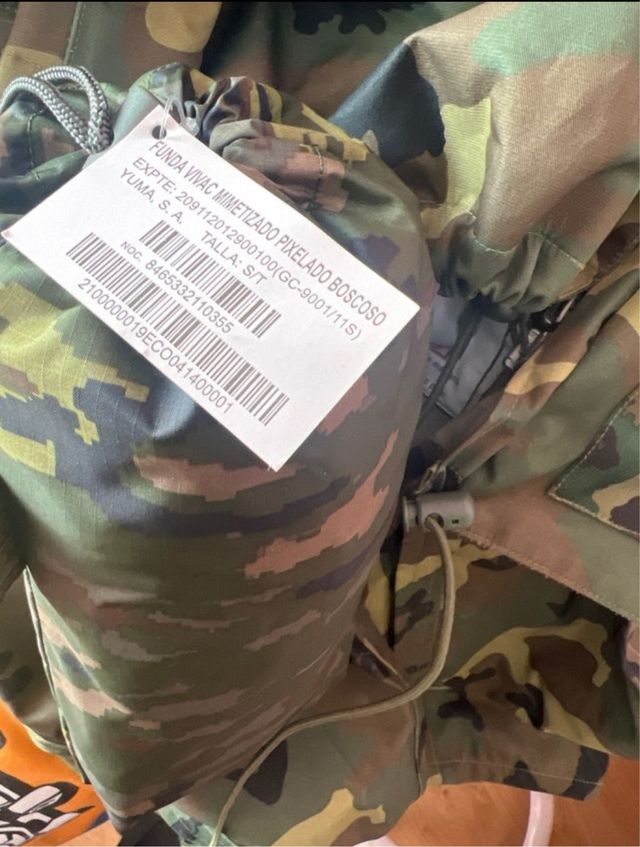 FUNDA VIVAC MIMETIZADO PIXELADO BOSCOSO
EXPTE: 209112012900100(GC-9001/11S)
YUMA, S. A. TALLA: S/T
NOC. 8465332110355
2100000019ECO041400001